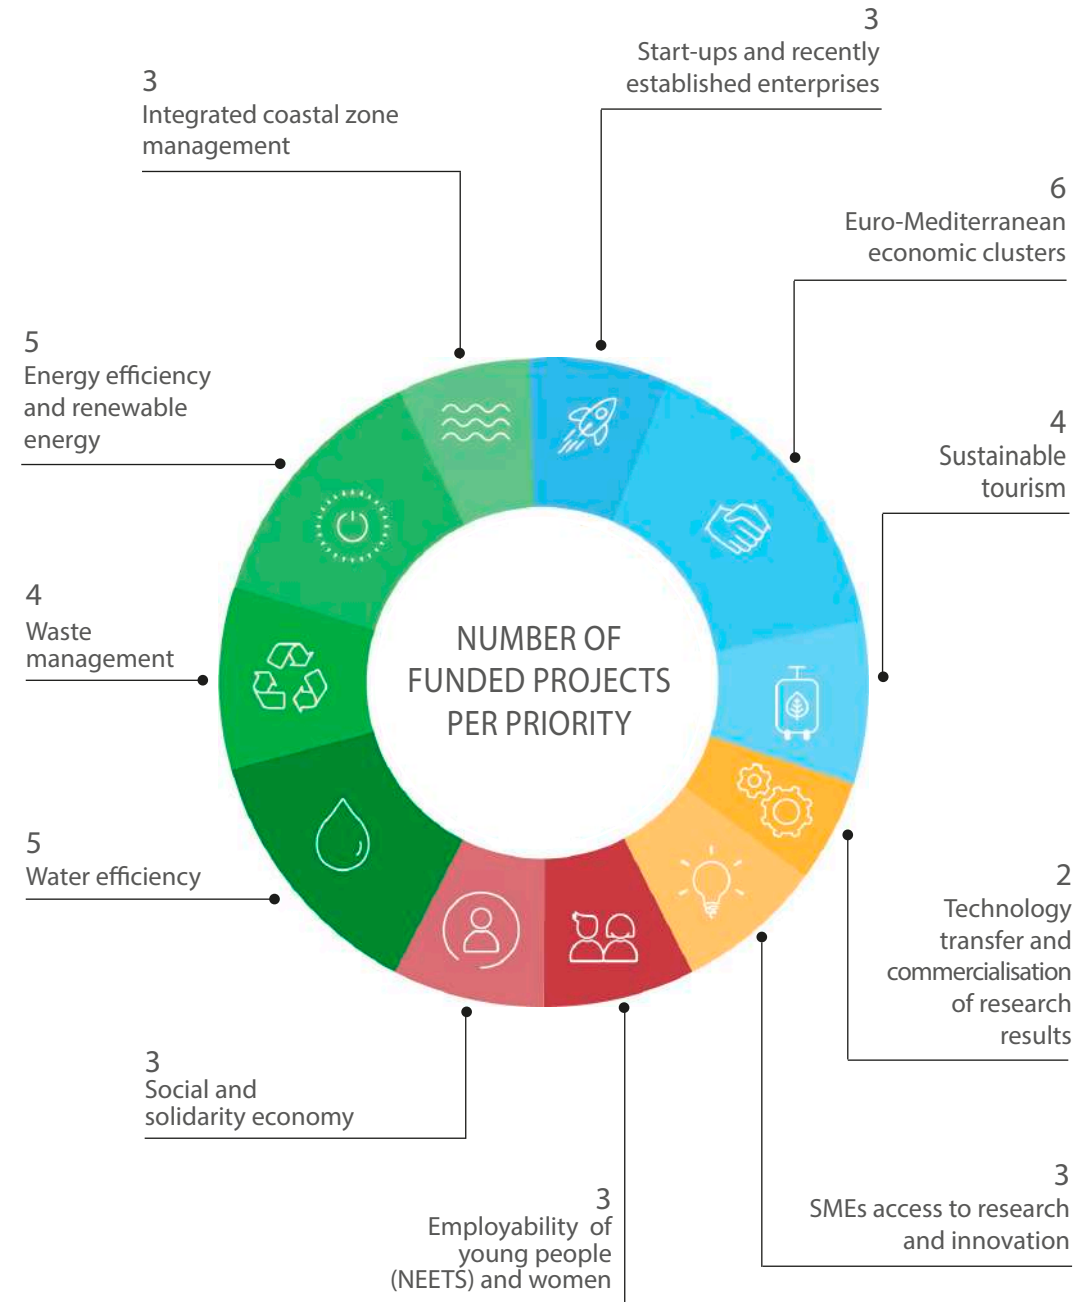 3
Start-ups and recently
established enterprises
3
Integrated coastal zone
management
6
Euro-Mediterranean
economic clusters
5
Energy efficiency
and renewable
energy
4
Sustainable
tourism
4
Waste
management
NUMBER OF
FUNDED PROJECTS
PER PRIORITY
5
Water efficiency
2
Technology
transfer and
commercialisation
of research
results
3
Social and
solidarity economy
3
SMEs access to research
and innovation
3
Employability of
young people
(NEETS) and women